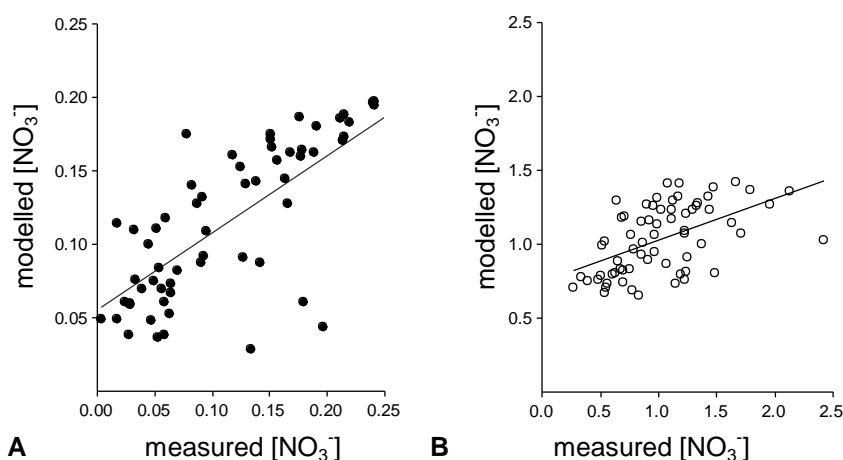 0.25
0.20
0.15
0.10
0.05
0.00 0.05 0.10 0.15 0.20 0.25
modelled [NO₃⁻]
measured [NO₃⁻]
A
2.5
2.0
1.5
1.0
0.5
0.0 0.5 1.0 1.5 2.0 2.5
modelled [NO₃⁻]
measured [NO₃⁻]
B